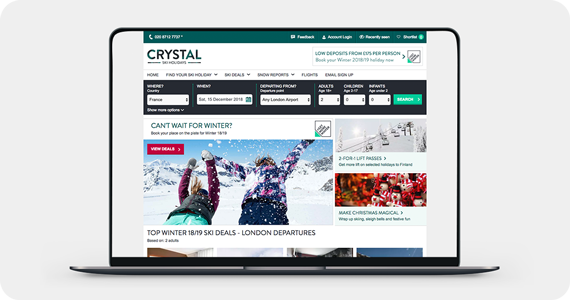 020 8712 7737 *
Feedback
Account Login
Recently seen
Shortlist
CRYSTAL
SKI HOLIDAYS
LOW DEPOSITS FROM £175 PER PERSON
Book your Winter 2018/19 holiday now
HOME FIND YOUR SKI HOLIDAY SKI DEALS SNOW REPORTS FLIGHTS EMAIL SIGN UP
WHERE? WHEN? DEPARTING FROM? ADULTS CHILDREN INFANTS
Country Departure point Age 18+ Age 2-17 Age under 2
France Sat, 15 December 2018 Any London Airport 2 0 0 SEARCH
Show more options
CAN'T WAIT FOR WINTER?
Book your place on the piste for Winter 18/19
VIEW DEALS
2-FOR-1 LIFT PASSES
Get more lift on selected holidays to Finland
MAKE CHRISTMAS MAGICAL
Wrap up skiing, sleigh bells and festive fun
TOP WINTER 18/19 SKI DEALS - LONDON DEPARTURES
Based on: 2 adults